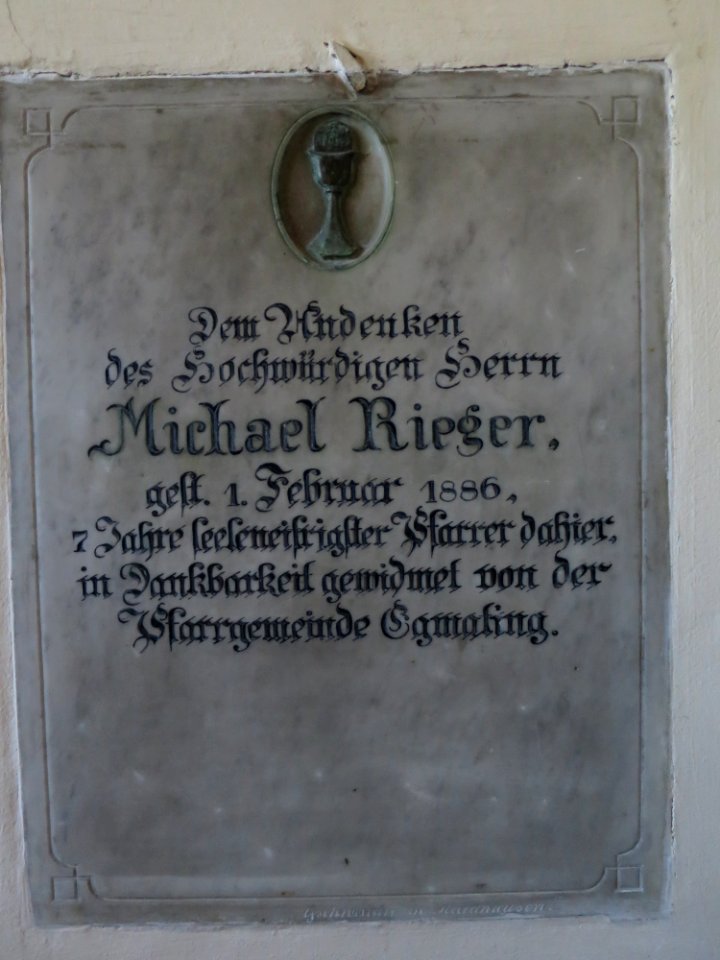 Dem Andenken
des Hochwürdigen Herrn
Michael Rieger.
gest. 1. Februar 1886.
7 Jahre seeleneifrigster Pfarrer dahier.
in Dankbarkeit gewidmet von der
Pfarrgemeinde Egmating.
in